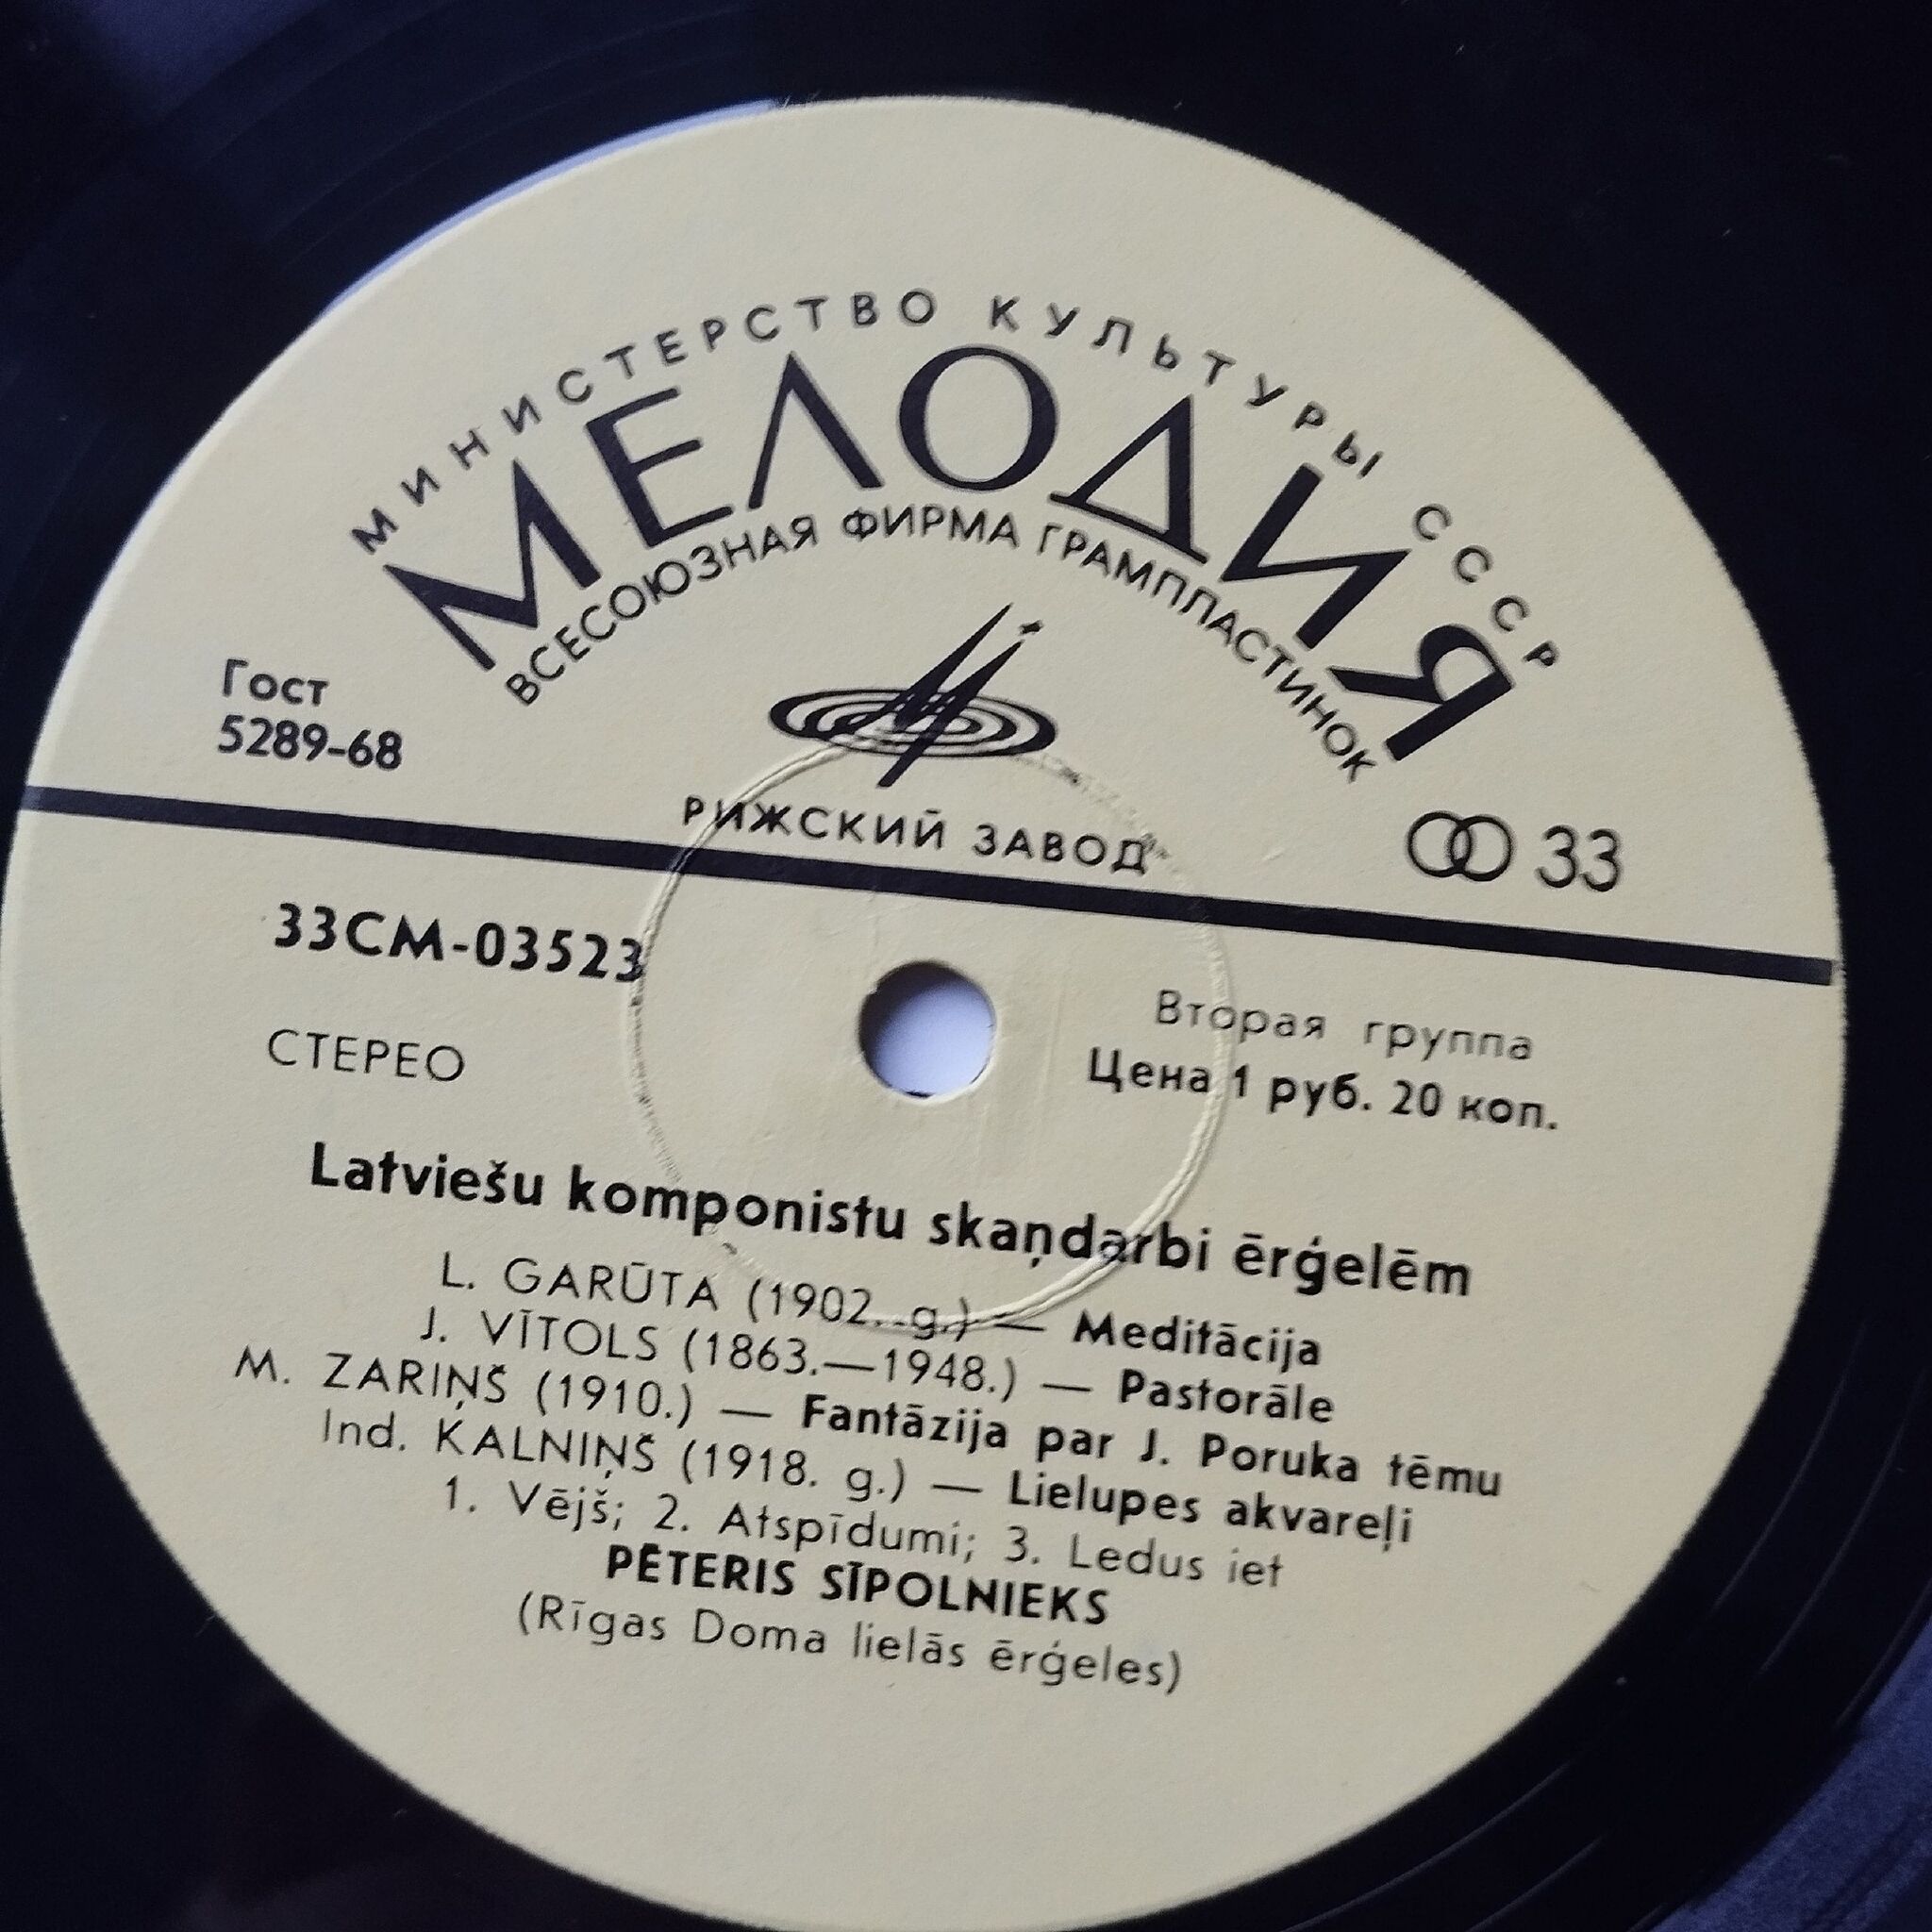 МИНИСТЕРСТВО КУЛЬТУРЫ СССР
МЕЛОДИЯ
ВСЕСОЮЗНАЯ ФИРМА ГРАМПЛАСТИНОК
Гост
5289-68
РИЖСКИЙ ЗАВОД
33
33СМ-03523
СТЕРЕО
Вторая группа
Цена 1 руб. 20 коп.
Latviešu komponistu skaņdarbi ērģelēm
L. GARŪTA (1902. g.) — Meditācija
J. VĪTOLS (1863.—1948.) — Pastorāle
M. ZARIŅŠ (1910.) — Fantāzija par J. Poruka tēmu
Ind. KALNIŅŠ (1918. g.) — Lielupes akvareļi
1. Vējš; 2. Atspīdumi; 3. Ledus iet
PĒTERIS SĪPOLNIEKS
(Rīgas Doma lielās ērģeles)